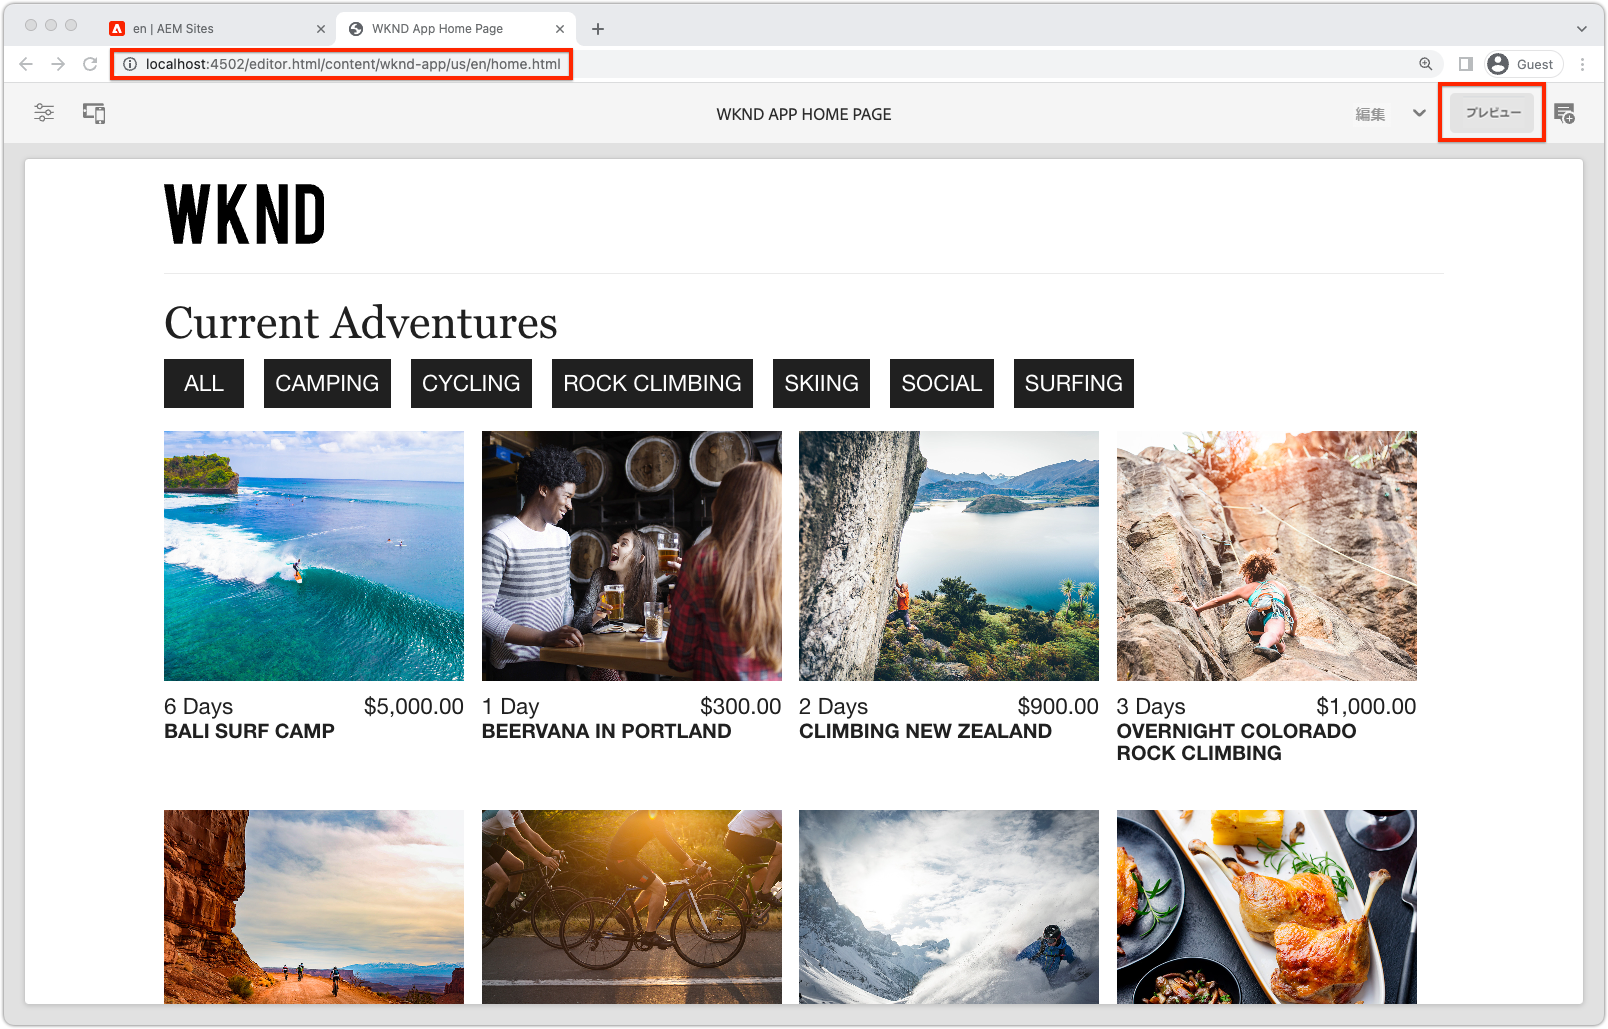 en | AEM Sites
WKND App Home Page
localhost:4502/editor.html/content/wknd-app/us/en/home.html
Guest
WKND APP HOME PAGE
編集
プレビュー
WKND
Current Adventures
ALL
CAMPING
CYCLING
ROCK CLIMBING
SKIING
SOCIAL
SURFING
6 Days $5,000.00
BALI SURF CAMP
1 Day $300.00
BEERVANA IN PORTLAND
2 Days $900.00
CLIMBING NEW ZEALAND
3 Days $1,000.00
OVERNIGHT COLORADO
ROCK CLIMBING